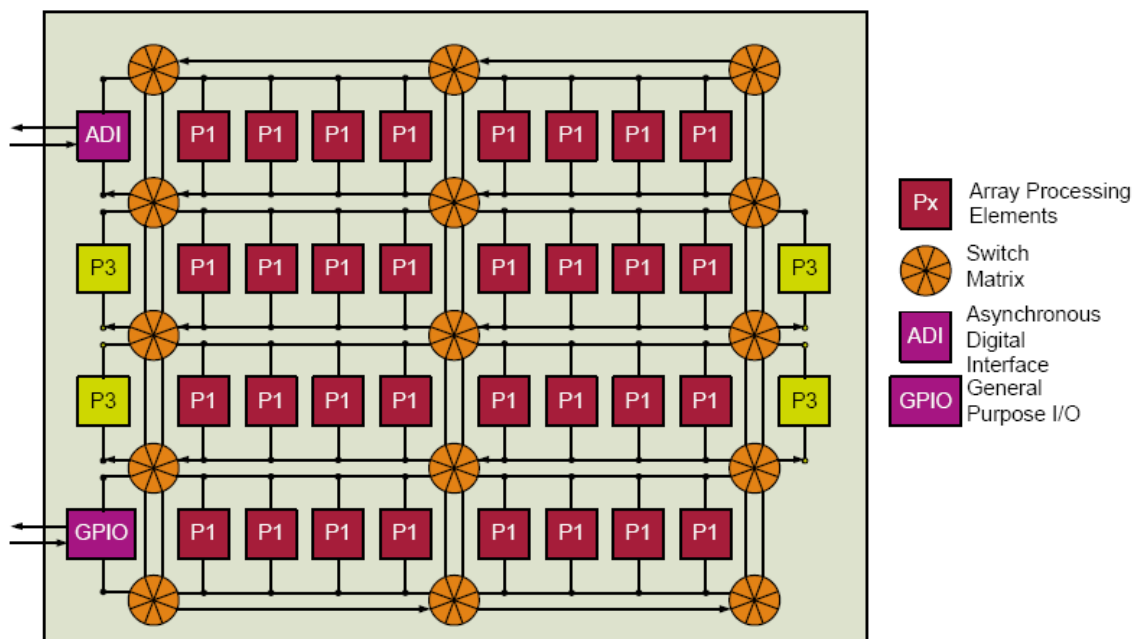 ADI P1 P1 P1 P1 P1 P1 P1 P1
P3 P1 P1 P1 P1 P1 P1 P1 P1 P3
P3 P1 P1 P1 P1 P1 P1 P1 P1 P3
GPIO P1 P1 P1 P1 P1 P1 P1 P1
Px
Array Processing
Elements
Switch
Matrix
ADI
Asynchronous
Digital
Interface
GPIO
General
Purpose I/O